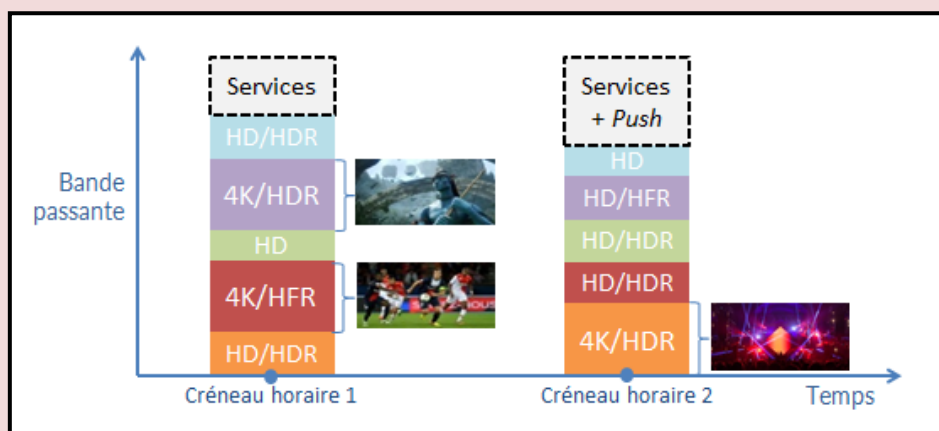 Bande
passante
Services
HD/HDR
4K/HDR
HD
4K/HFR
HD/HDR
Créneau horaire 1
Services
+ Push
HD
HD/HFR
HD/HDR
HD/HDR
4K/HDR
Créneau horaire 2
Temps